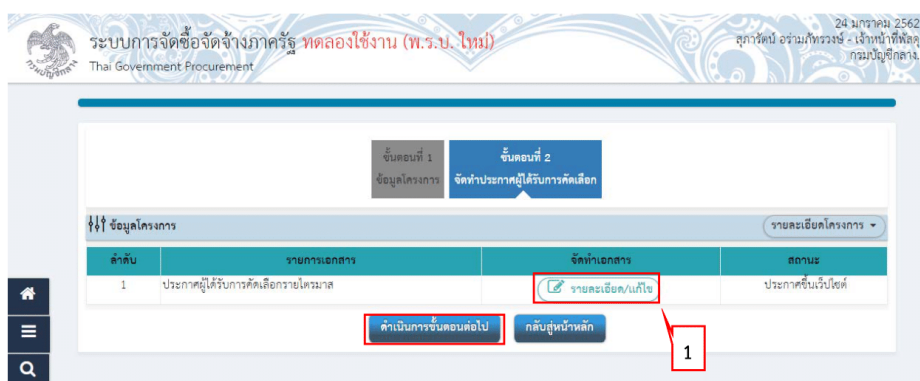 24 มกราคม 2562
ระบบการจัดซื้อจัดจ้างภาครัฐ ทดลองใช้งาน (พ.ร.บ. ใหม่)
สุภารัตน์ อร่ามภัทรวงษ์ - เจ้าหน้าที่พัสดุ
Thai Government Procurement
กรมบัญชีกลาง.
ขั้นตอนที่ 1
ข้อมูลโครงการ
ขั้นตอนที่ 2
จัดทำประกาศผู้ได้รับการคัดเลือก
ข้อมูลโครงการ
รายละเอียดโครงการ
ลำดับ รายการเอกสาร จัดทำเอกสาร สถานะ
1 ประกาศผู้ได้รับการคัดเลือกรายไตรมาส รายละเอียด/แก้ไข ประกาศขึ้นเว็บไซต์
ดำเนินการขั้นตอนต่อไป กลับสู่หน้าหลัก
1